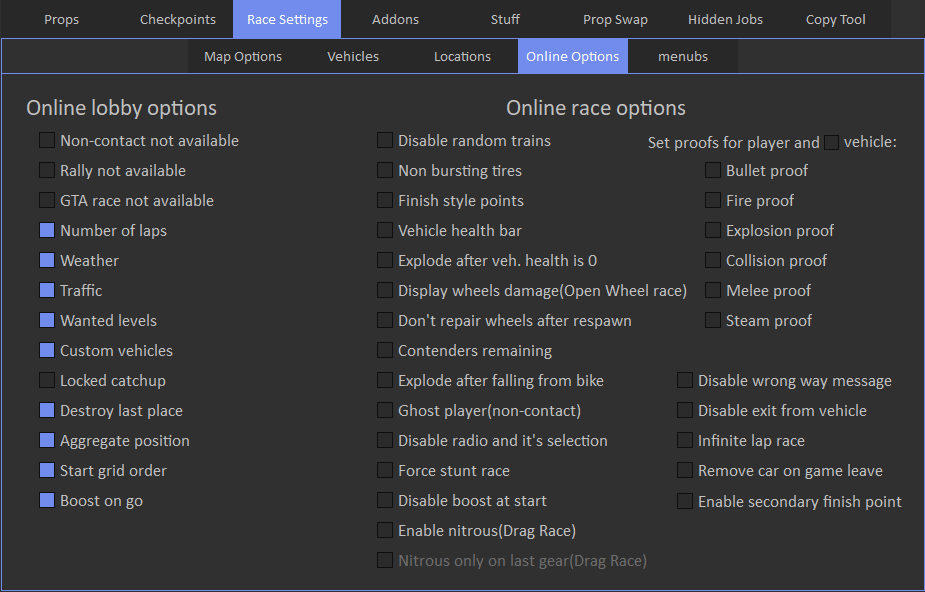 Props Checkpoints Race Settings Addons Stuff Prop Swap Hidden Jobs Copy Tool
Map Options Vehicles Locations Online Options menubs
Online lobby options
Non-contact not available
Rally not available
GTA race not available
Number of laps
Weather
Traffic
Wanted levels
Custom vehicles
Locked catchup
Destroy last place
Aggregate position
Start grid order
Boost on go
Online race options
Disable random trains
Non bursting tires
Finish style points
Vehicle health bar
Explode after veh. health is 0
Display wheels damage(Open Wheel race)
Don't repair wheels after respawn
Contenders remaining
Explode after falling from bike
Ghost player(non-contact)
Disable radio and it's selection
Force stunt race
Disable boost at start
Enable nitrous(Drag Race)
Nitrous only on last gear(Drag Race)
Set proofs for player and vehicle:
Bullet proof
Fire proof
Explosion proof
Collision proof
Melee proof
Steam proof
Disable wrong way message
Disable exit from vehicle
Infinite lap race
Remove car on game leave
Enable secondary finish point